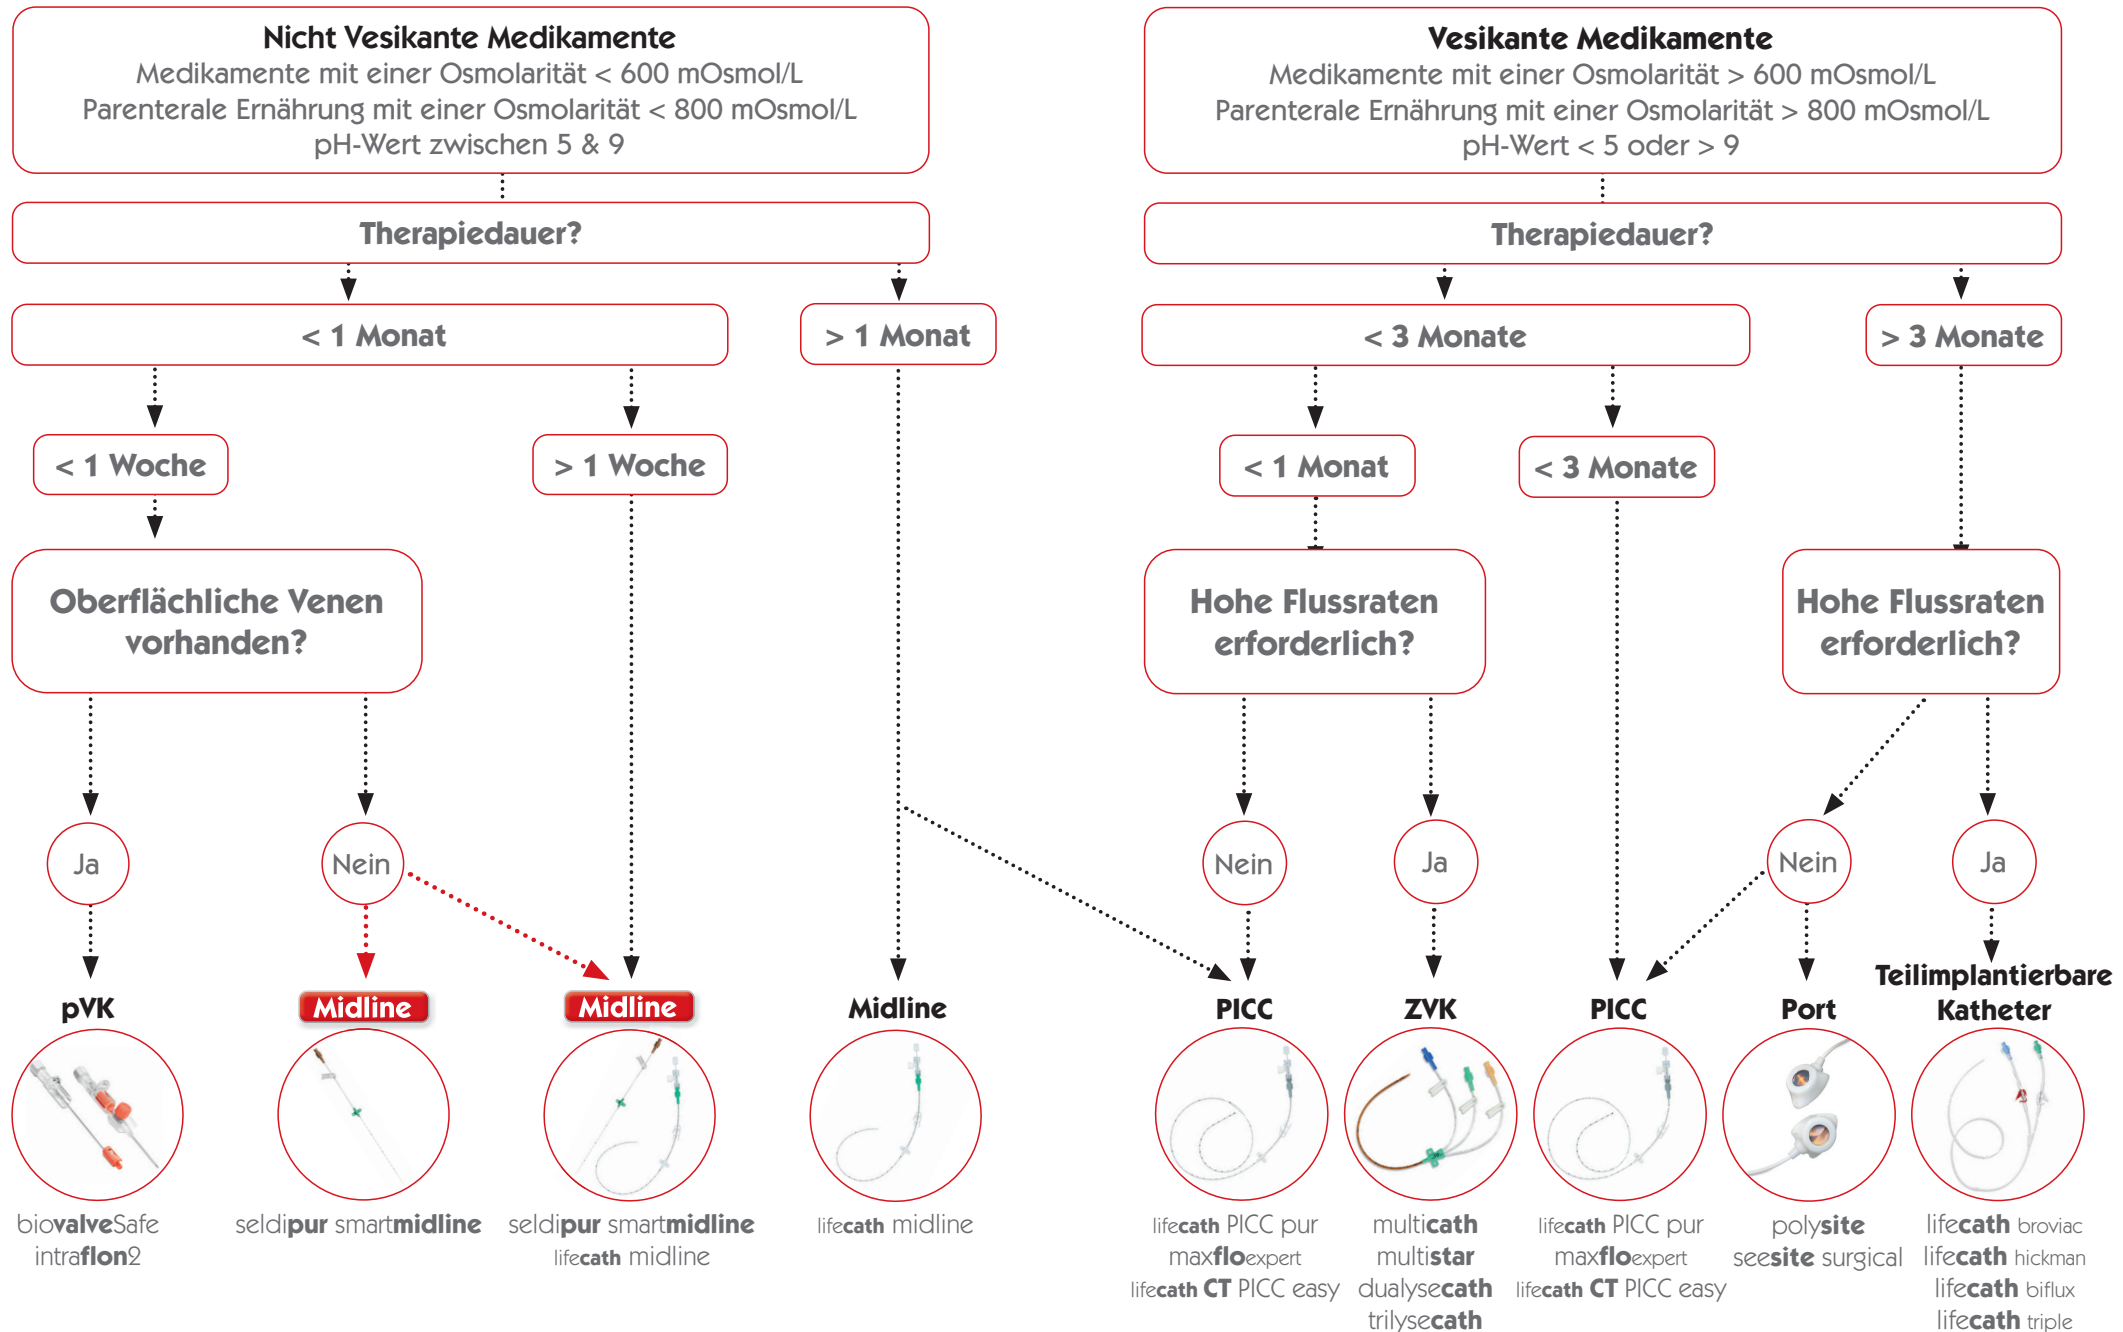 Nicht Vesikante Medikamente
Medikamente mit einer Osmolarität < 600 mOsmol/L
Parenterale Ernährung mit einer Osmolarität < 800 mOsmol/L
pH-Wert zwischen 5 & 9
Therapiedauer?
< 1 Monat
> 1 Monat
< 1 Woche
> 1 Woche
Oberflächliche Venen
vorhanden?
Ja
Nein
pVK
Midline
Midline
Midline
biovalveSafe
intraflon2
seldipur smartmidline
seldipur smartmidline
lifecath midline
lifecath midline
Vesikante Medikamente
Medikamente mit einer Osmolarität > 600 mOsmol/L
Parenterale Ernährung mit einer Osmolarität > 800 mOsmol/L
pH-Wert < 5 oder > 9
Therapiedauer?
< 3 Monate
> 3 Monate
< 1 Monat
< 3 Monate
Hohe Flussraten
erforderlich?
Hohe Flussraten
erforderlich?
Nein
Ja
Nein
Ja
PICC
ZVK
PICC
Port
Teilimplantierbare
Katheter
lifecath PICC pur
maxfloexpert
lifecath CT PICC easy
multicath
multistar
dualysecath
trilysecath
lifecath PICC pur
maxfloexpert
lifecath CT PICC easy
polysite
seesite surgical
lifecath broviac
lifecath hickman
lifecath biflux
lifecath triple